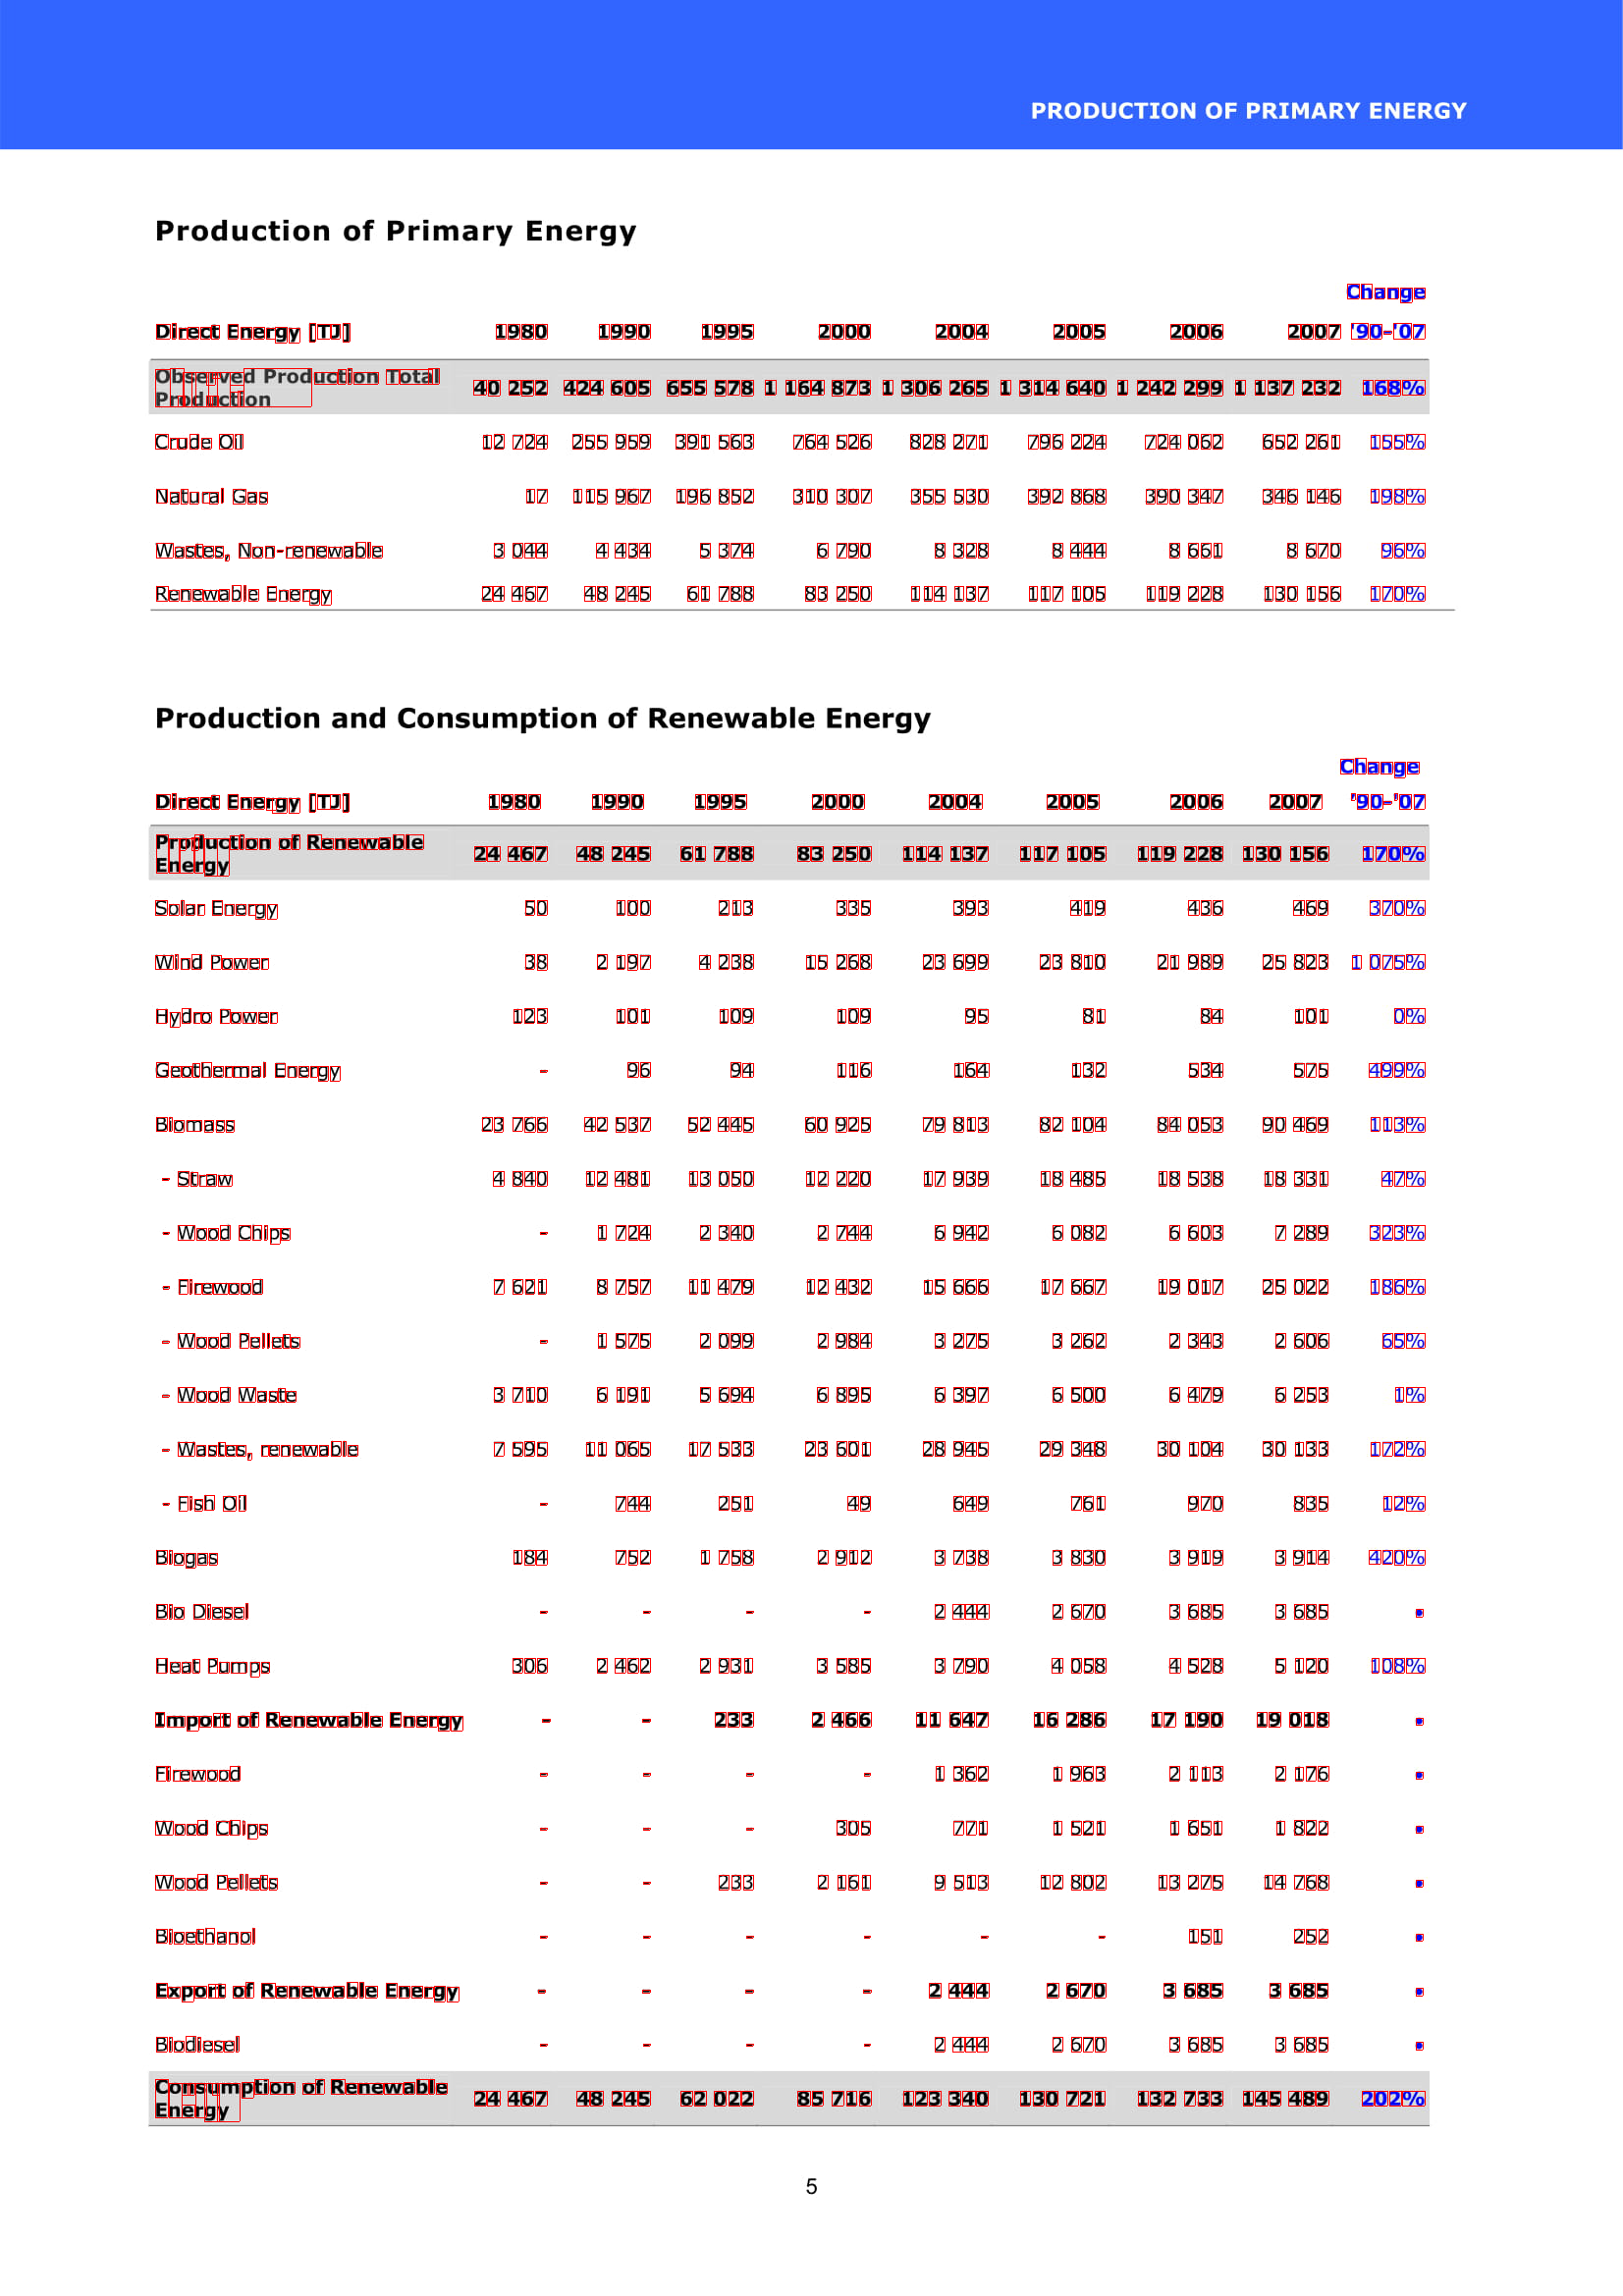 PRODUCTION OF PRIMARY ENERGY
Production of Primary Energy
Change
Direct Energy [TJ] 1980 1990 1995 2000 2004 2005 2006 2007 '90-'07
Observed Production Total
Production 40 252 424 605 655 578 1 164 873 1 306 265 1 314 640 1 242 299 1 137 232 168%
Crude Oil 12 724 255 959 391 563 764 526 828 271 796 224 724 062 652 261 155%
Natural Gas 17 115 967 196 852 310 307 355 530 392 868 390 347 346 146 198%
Wastes, Non-renewable 3 044 4 434 5 374 6 790 8 328 8 444 8 661 8 670 96%
Renewable Energy 24 467 48 245 61 788 83 250 114 137 117 105 119 228 130 156 170%
Production and Consumption of Renewable Energy
Change
Direct Energy [TJ] 1980 1990 1995 2000 2004 2005 2006 2007 '90-'07
Production of Renewable
Energy 24 467 48 245 61 788 83 250 114 137 117 105 119 228 130 156 170%
Solar Energy 50 100 213 335 393 419 436 469 370%
Wind Power 38 2 197 4 238 15 268 23 699 23 810 21 989 25 823 1 075%
Hydro Power 123 101 109 109 95 81 84 101 0%
Geothermal Energy - 96 94 116 164 132 534 575 499%
Biomass 23 766 42 537 52 445 60 925 79 813 82 104 84 053 90 469 113%
- Straw 4 840 12 481 13 050 12 220 17 939 18 485 18 538 18 331 47%
- Wood Chips - 1 724 2 340 2 744 6 942 6 082 6 603 7 289 323%
- Firewood 7 621 8 757 11 479 12 432 15 666 17 667 19 017 25 022 186%
- Wood Pellets - 1 575 2 099 2 984 3 275 3 262 2 343 2 606 65%
- Wood Waste 3 710 6 191 5 694 6 895 6 397 6 500 6 479 6 253 1%
- Wastes, renewable 7 595 11 065 17 533 23 601 28 945 29 348 30 104 30 133 172%
- Fish Oil - 744 251 49 649 761 970 835 12%
Biogas 184 752 1 758 2 912 3 738 3 830 3 919 3 914 420%
Bio Diesel - - - - 2 444 2 670 3 685 3 685 •
Heat Pumps 306 2 462 2 931 3 585 3 790 4 058 4 528 5 120 108%
Import of Renewable Energy - - 233 2 466 11 647 16 286 17 190 19 018 •
Firewood - - - - 1 362 1 963 2 113 2 176 •
Wood Chips - - - 305 771 1 521 1 651 1 822 •
Wood Pellets - - 233 2 161 9 513 12 802 13 275 14 768 •
Bioethanol - - - - - - 151 252 •
Export of Renewable Energy - - - - 2 444 2 670 3 685 3 685 •
Biodiesel - - - - 2 444 2 670 3 685 3 685 •
Consumption of Renewable
Energy 24 467 48 245 62 022 85 716 123 340 130 721 132 733 145 489 202%
5